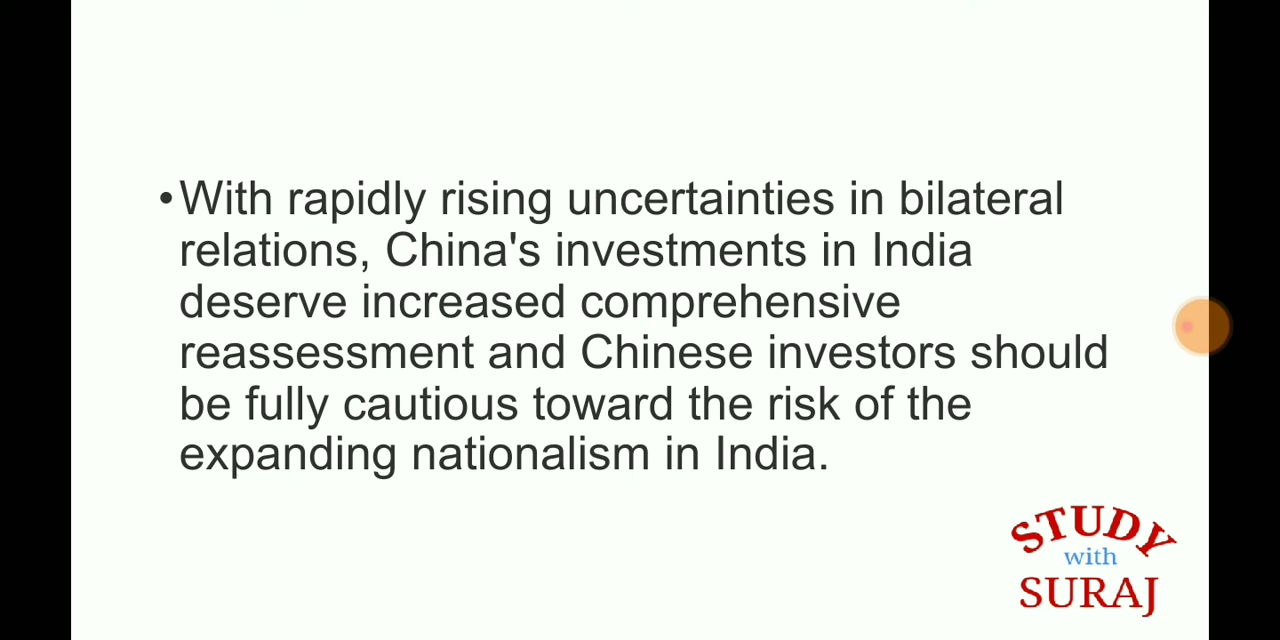 •With rapidly rising uncertainties in bilateral
relations, China's investments in India
deserve increased comprehensive
reassessment and Chinese investors should
be fully cautious toward the risk of the
expanding nationalism in India.
STUDY
with
SURAJ